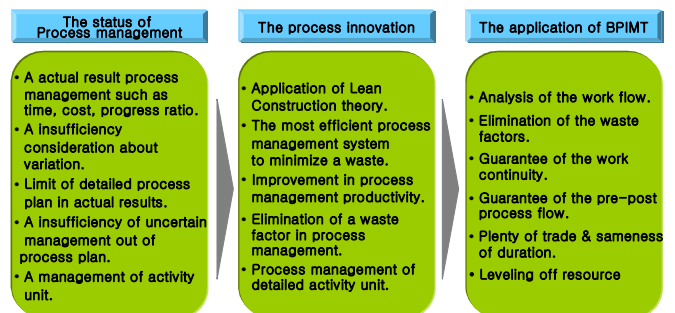 The status of
Process management
• A actual result process
management such as
time, cost, progress ratio.
• A insufficiency
consideration about
variation.
• Limit of detailed process
plan in actual results.
• A insufficiency of uncertain
management out of
process plan.
• A management of activity
unit.
The process innovation
• Application of Lean
Construction theory.
• The most efficient process
management system
to minimize a waste.
• Improvement in process
management productivity.
• Elimination of a waste
factor in process
management.
• Process management of
detailed activity unit.
The application of BPIMT
• Analysis of the work flow.
• Elimination of the waste
factors.
• Guarantee of the work
continuity.
• Guarantee of the pre-post
process flow.
• Plenty of trade & sameness
of duration.
• Leveling off resource